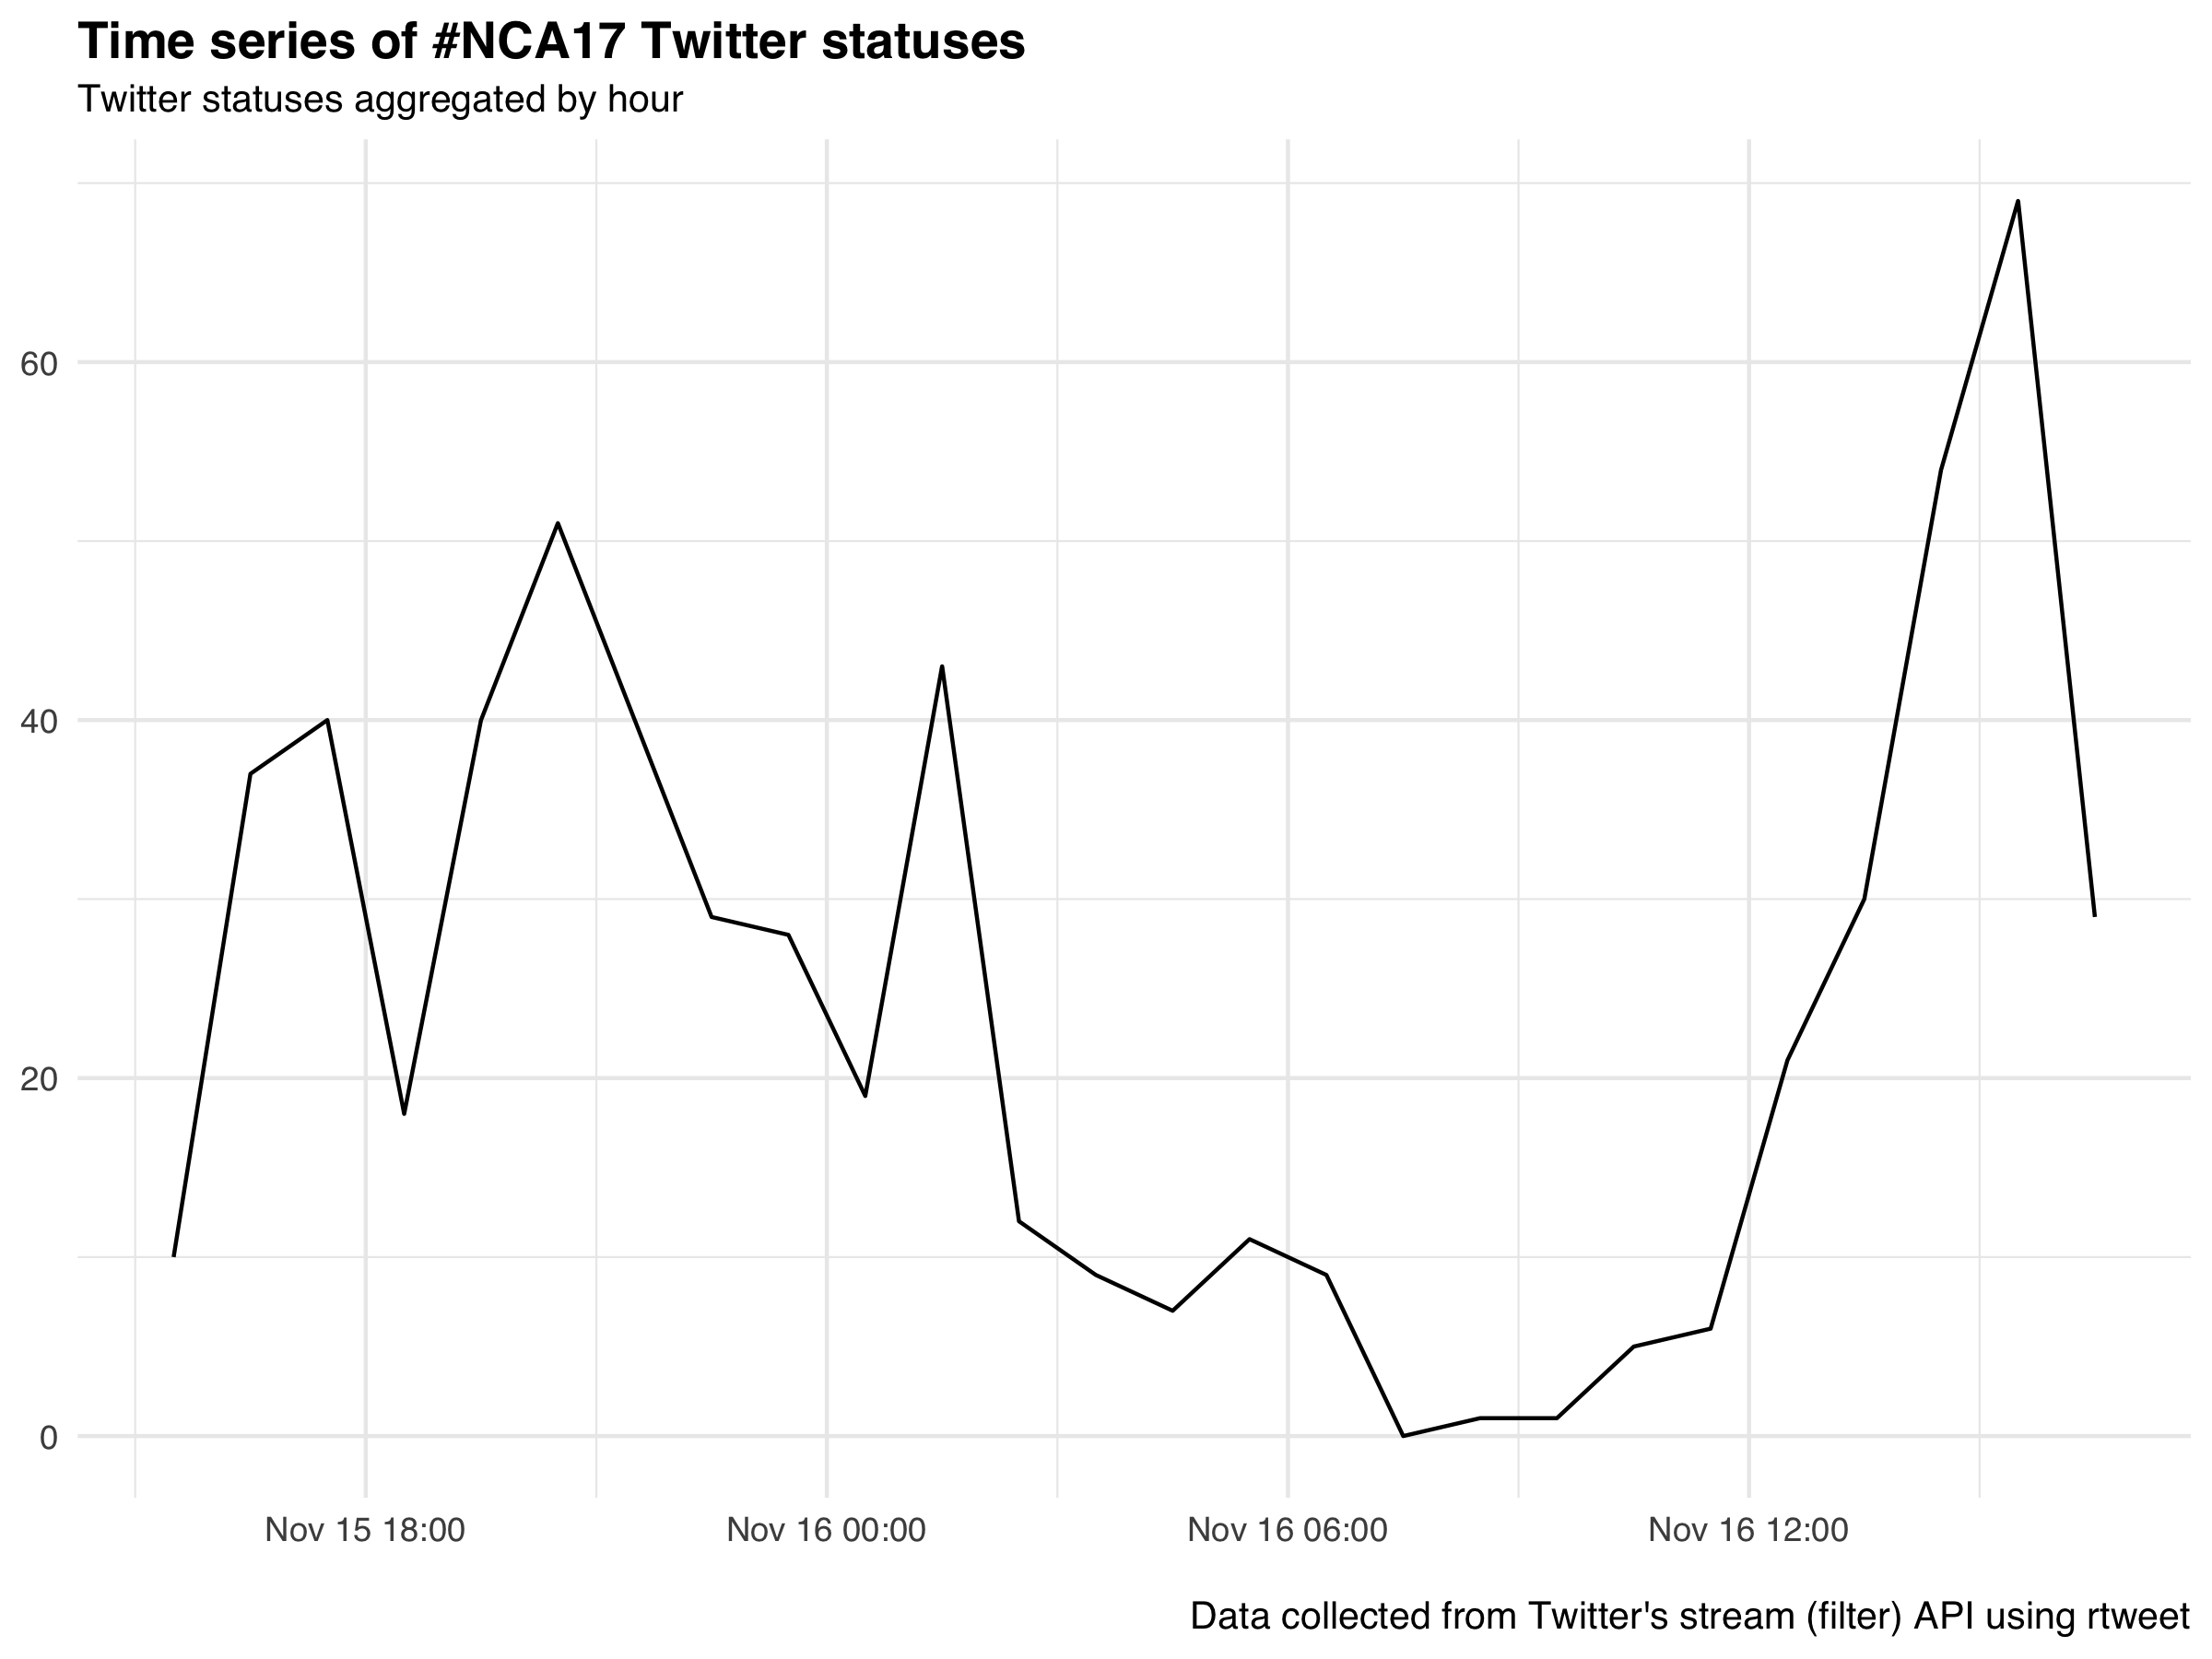 Time series of #NCA17 Twitter statuses
Twitter statuses aggregated by hour
60
40
20
0
Nov 15 18:00 Nov 16 00:00 Nov 16 06:00 Nov 16 12:00
Data collected from Twitter's stream (filter) API using rtweet